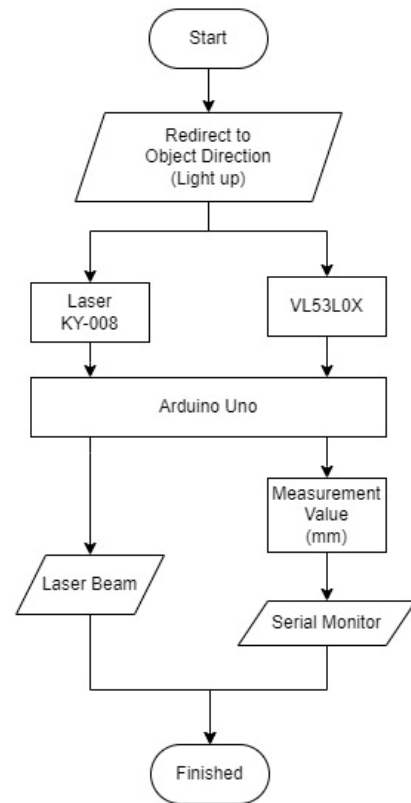 Start
Redirect to
Object Direction
(Light up)
Laser
KY-008
VL53L0X
Arduino Uno
Measurement
Value
(mm)
Laser Beam
Serial Monitor
Finished